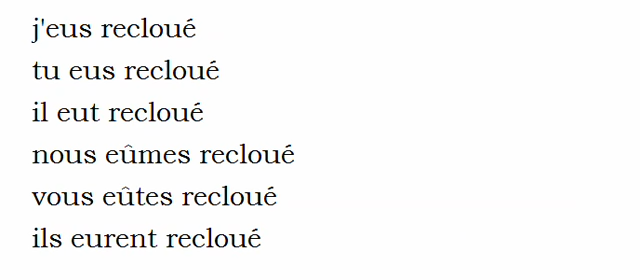 j'eus recloué
tu eus recloué
il eut recloué
nous eûmes recloué
vous eûtes recloué
ils eurent recloué